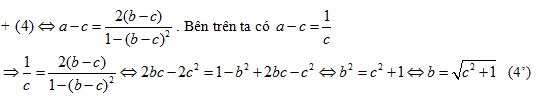 + (4) ⇔ a − c = 2(b − c) / (1 − (b − c)²) . Bên trên ta có a − c = 1/c
⇒ 1/c = 2(b − c) / (1 − (b − c)²) ⇔ 2bc − 2c² = 1 − b² + 2bc − c² ⇔ b² = c² + 1 ⇔ b = √(c² + 1) (4’)